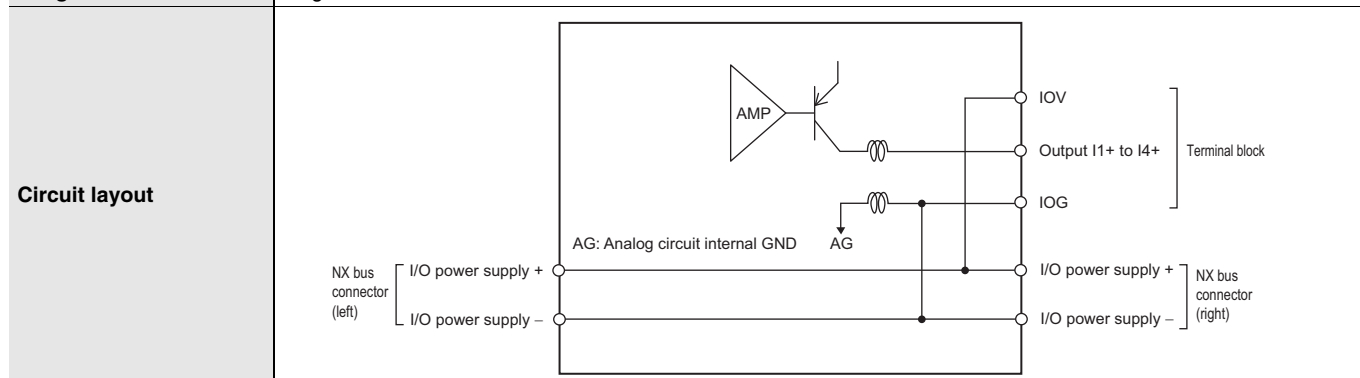 Circuit layout
AMP
IOV
Output I1+ to I4+
Terminal block
IOG
AG: Analog circuit internal GND
AG
NX bus
connector
(left)
I/O power supply +
I/O power supply –
I/O power supply +
I/O power supply –
NX bus
connector
(right)